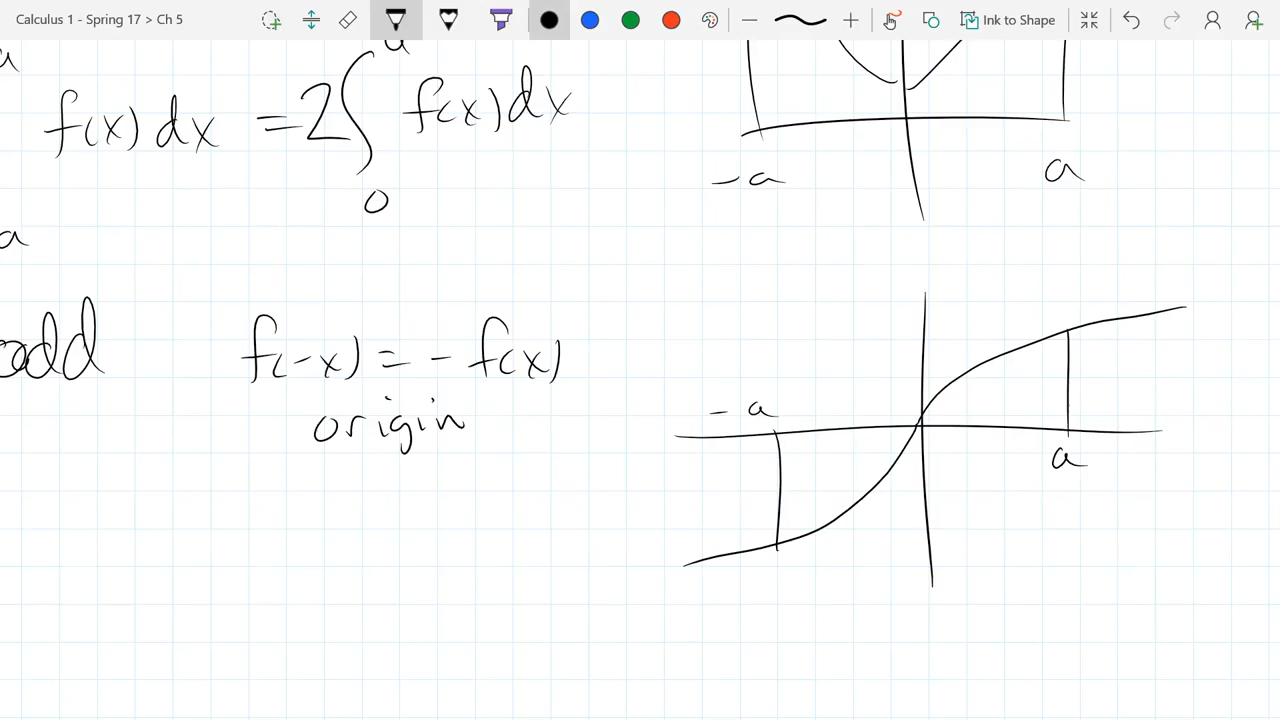 Calculus 1 - Spring 17 > Ch 5
Ink to Shape
a
a
f(x) dx = 2∫ f(x) dx
0
a
-a
a
odd
f(-x) = - f(x)
origin
-a
a